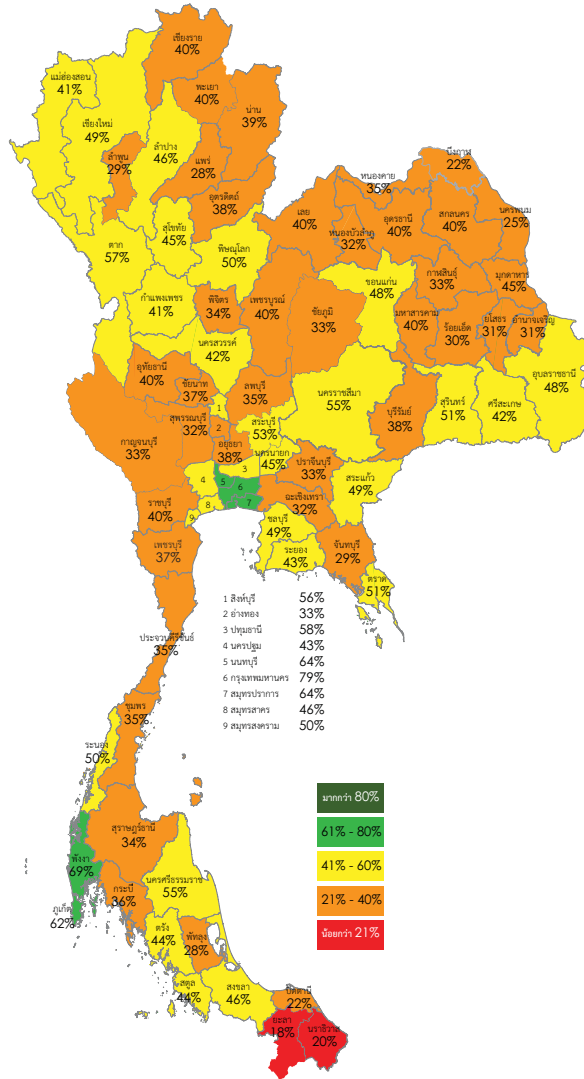 เชียงราย
40%
แม่ฮ่องสอน
41%
พะเยา
40%
น่าน
39%
เชียงใหม่
49%
ลำปาง
46%
ลำพูน
29%
แพร่
28%
อุตรดิตถ์
38%
บึงกาฬ
22%
หนองคาย
35%
เลย
40%
หนองบัวลำภู
32%
อุดรธานี
40%
สกลนคร
40%
นครพนม
25%
ตาก
57%
สุโขทัย
45%
พิษณุโลก
50%
ขอนแก่น
48%
กาฬสินธุ์
33%
มุกดาหาร
45%
กำแพงเพชร
41%
พิจิตร
34%
เพชรบูรณ์
40%
ชัยภูมิ
33%
มหาสารคาม
40%
ร้อยเอ็ด
30%
ยโสธร
31%
อำนาจเจริญ
31%
นครสวรรค์
42%
อุทัยธานี
40%
ชัยนาท
37%
ลพบุรี
35%
นครราชสีมา
55%
บุรีรัมย์
38%
สุรินทร์
51%
ศรีสะเกษ
42%
อุบลราชธานี
48%
สุพรรณบุรี
32%
1
2
สระบุรี
53%
กาญจนบุรี
33%
อยุธยา
38%
นครนายก
45%
ปราจีนบุรี
33%
สระแก้ว
49%
3
4
5
6
7
8
9
ฉะเชิงเทรา
32%
ราชบุรี
40%
ชลบุรี
49%
ระยอง
43%
จันทบุรี
29%
ตราด
51%
เพชรบุรี
37%
ประจวบคีรีขันธ์
35%
1 สิงห์บุรี 56%
2 อ่างทอง 33%
3 ปทุมธานี 58%
4 นครปฐม 43%
5 นนทบุรี 64%
6 กรุงเทพมหานคร 79%
7 สมุทรปราการ 64%
8 สมุทรสาคร 46%
9 สมุทรสงคราม 50%
ชุมพร
35%
ระนอง
50%
สุราษฎร์ธานี
34%
พังงา
69%
กระบี่
36%
นครศรีธรรมราช
55%
ภูเก็ต
62%
ตรัง
44%
พัทลุง
28%
สตูล
44%
สงขลา
46%
ปัตตานี
22%
ยะลา
18%
นราธิวาส
20%
มากกว่า 80%
61% - 80%
41% - 60%
21% - 40%
น้อยกว่า 21%